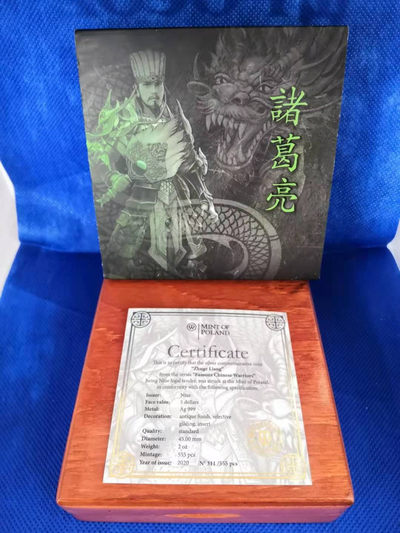 諸葛亮
MINT OF
POLAND
Certificate
This is to certify that the silver commemorative coin
"Zhuge Liang"
from the series "Famous Chinese Warriors"
being Niue legal tender, was struck at the Mint of Poland
in conformity with the following specification:
Issuer: Niue
Face value: 5 dollars
Metal: Ag 999
Decoration: antique finish, selective
glazing, insert
Quality: standard
Diameter: 45.00 mm
Weight: 2 oz
Mintage: 555 pcs
Year of issue: 2020 Nº 311 /555 pcs